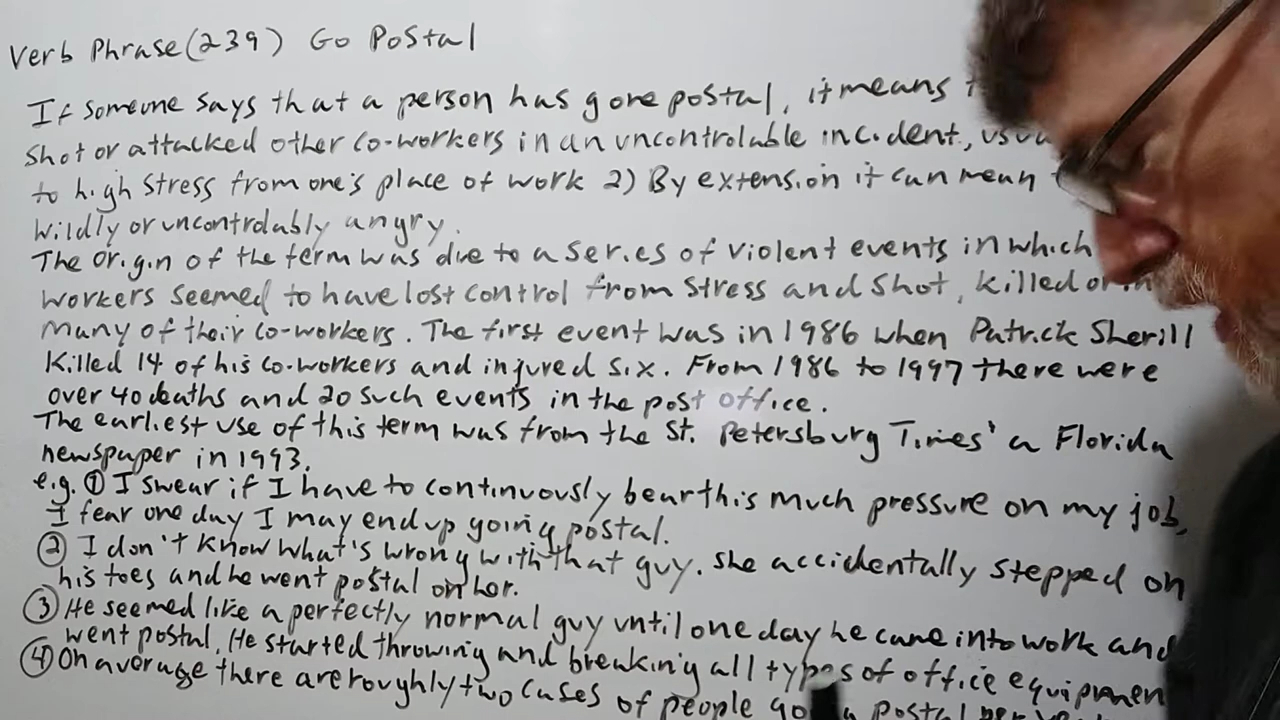 Verb Phrase (239) Go Postal
If someone says that a person has gone postal, it means
shot or attacked other co-workers in an uncontrolable incident,
to high stress from one's place of work 2) By extension it can mean
wildly or uncontrolably angry.
The origin of the term was due to a series of violent events in which
workers seemed to have lost control from stress and shot, killed or
many of their co-workers. The first event was in 1986 when Patrick Sherill
killed 14 of his co-workers and injured six. From 1986 to 1997 there were
over 40 deaths and 20 such events in the post office.
The earliest use of this term was from the St. Petersburg Times' a Florida
newspaper in 1993.
e.g. ① I swear if I have to continuously bear this much pressure on my job,
I fear one day I may end up going postal.
② I don't know what's wrong with that guy. She accidentally stepped on
his toes and he went postal on her.
③ He seemed like a perfectly normal guy until one day he came into work and
went postal. He started throwing and breaking all types of office equipmen
④ On average there are roughly two cases of people postal